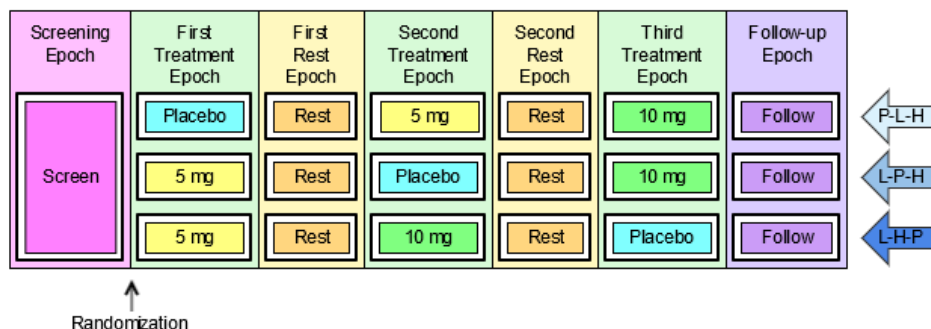 Screening Epoch
First Treatment Epoch
First Rest Epoch
Second Treatment Epoch
Second Rest Epoch
Third Treatment Epoch
Follow-up Epoch
Screen
Placebo
Rest
5 mg
Rest
10 mg
Follow
P-L-H
5 mg
Rest
Placebo
Rest
10 mg
Follow
L-P-H
5 mg
Rest
10 mg
Rest
Placebo
Follow
L-H-P
Randomization